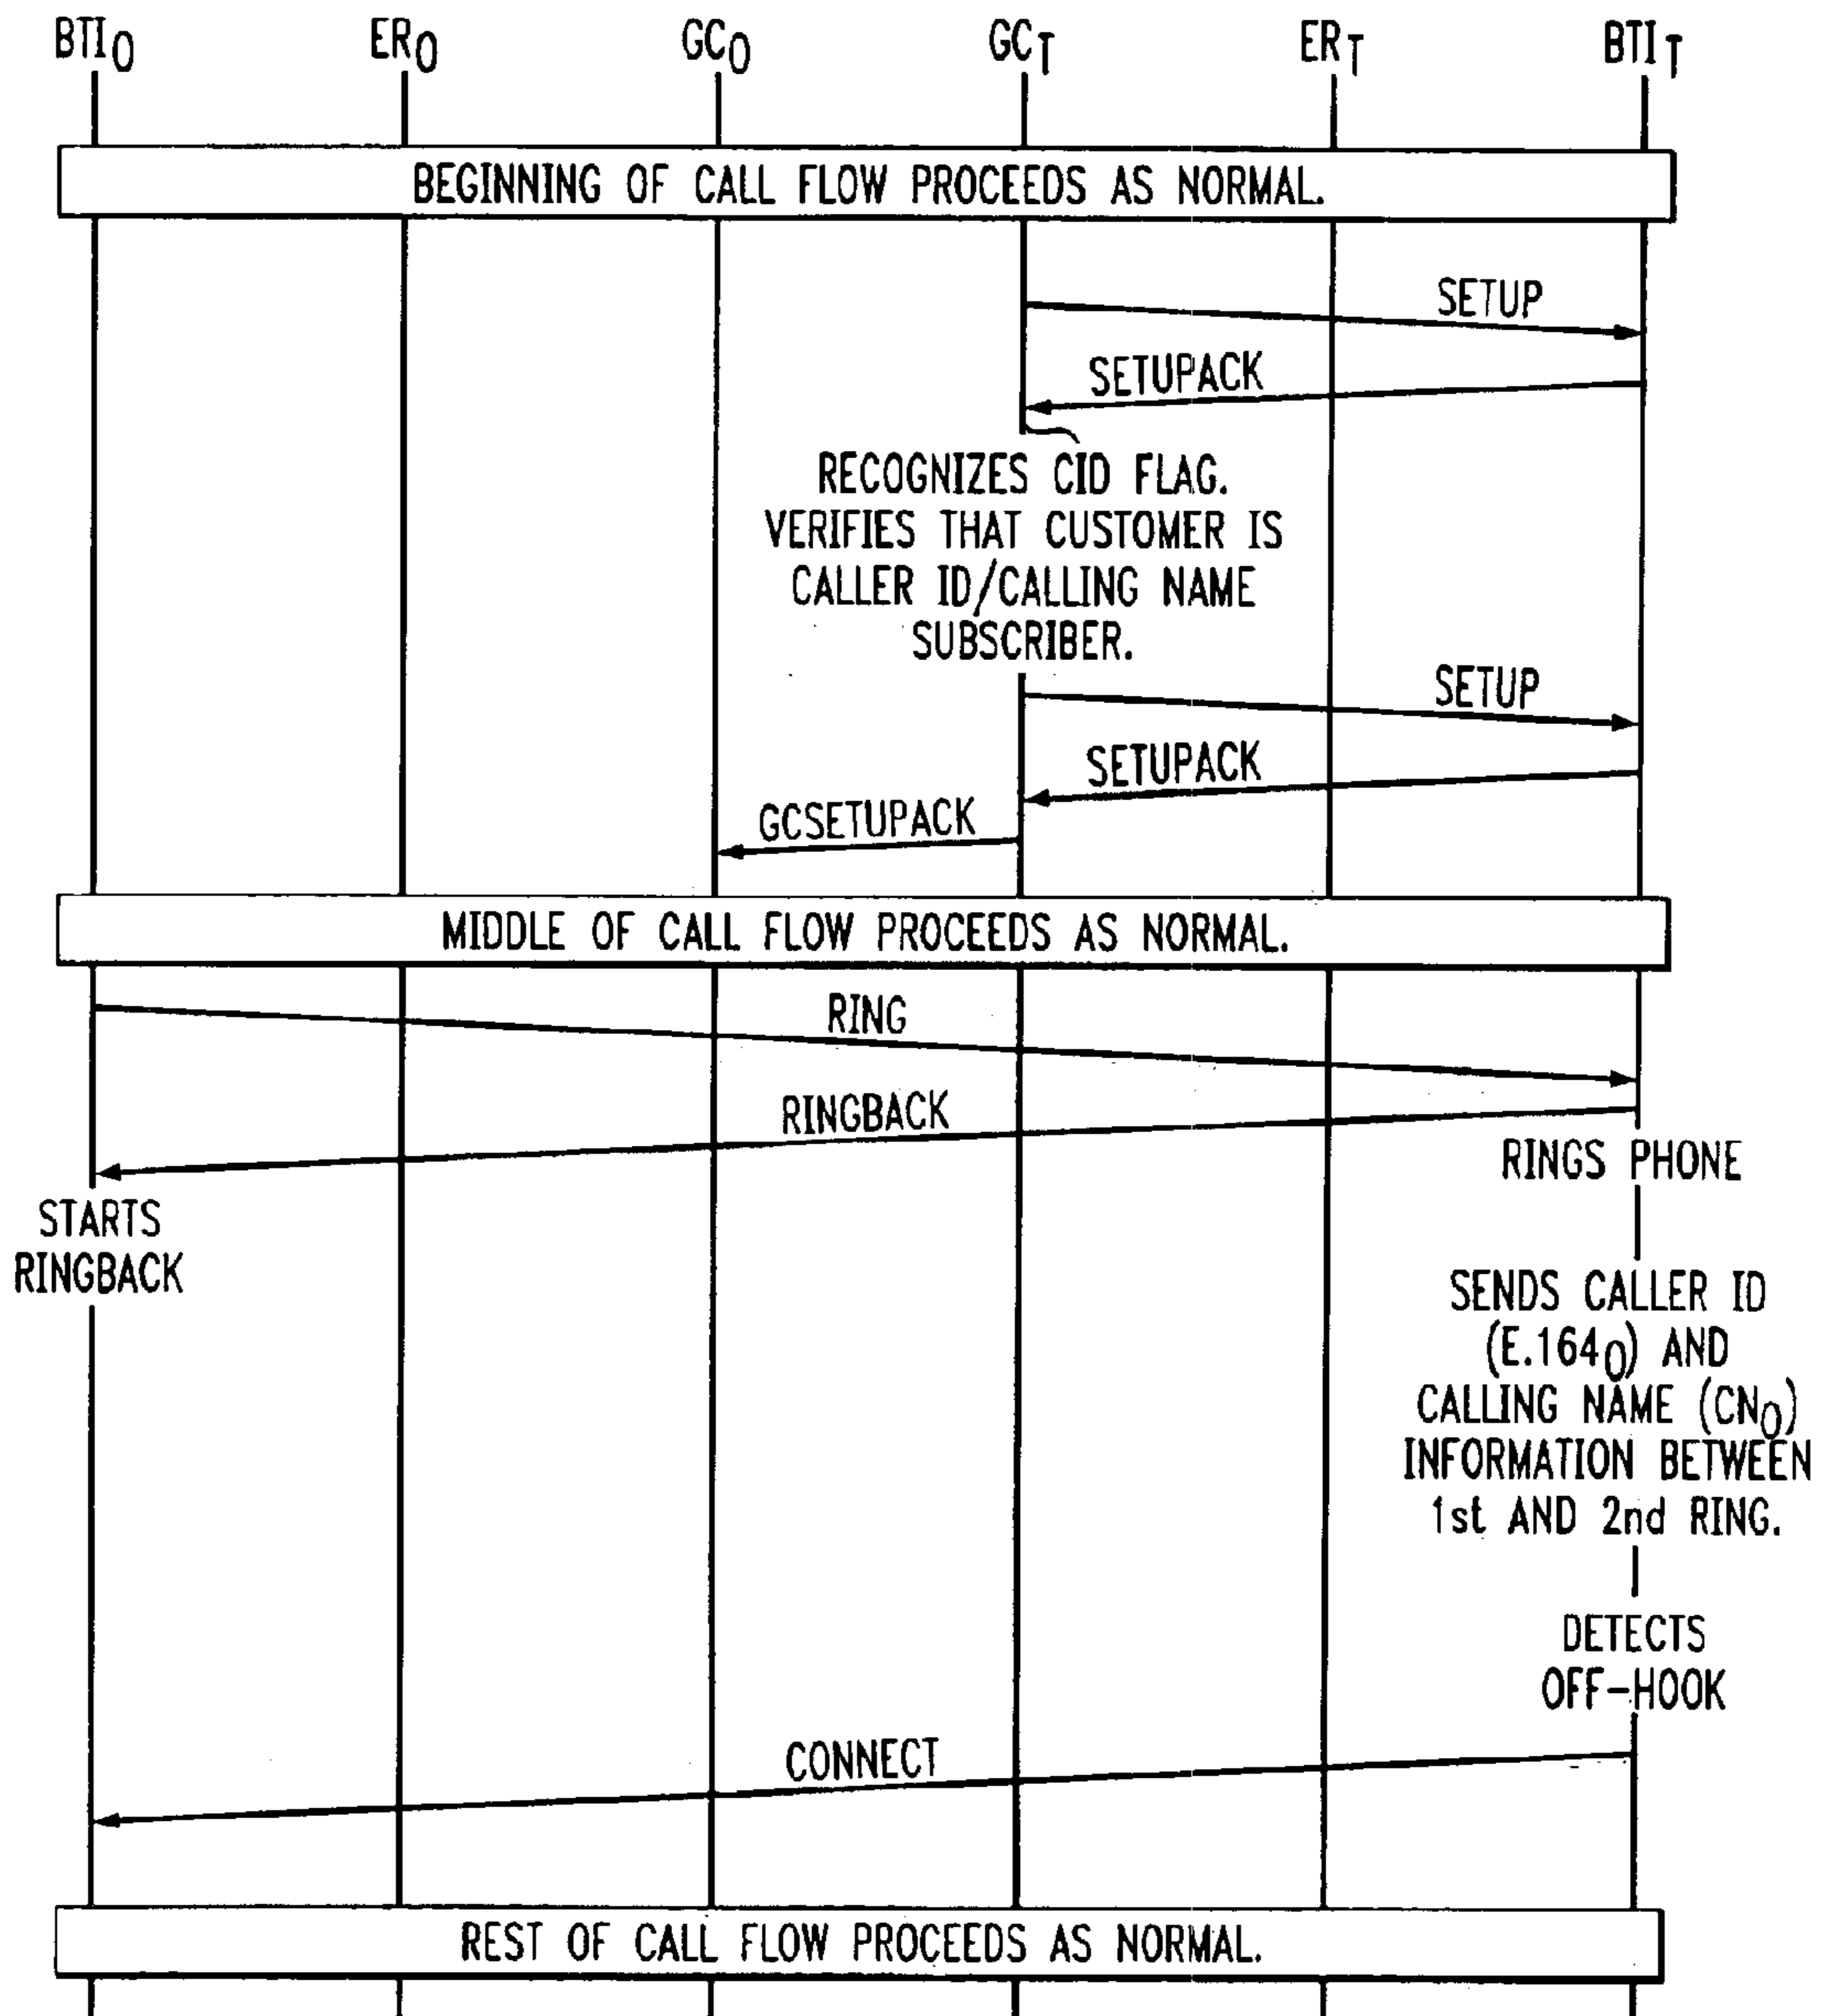 BTIO ERO GCO GCT ERT BTIT
BEGINNING OF CALL FLOW PROCEEDS AS NORMAL.
SETUP
SETUPACK
RECOGNIZES CID FLAG.
VERIFIES THAT CUSTOMER IS
CALLER ID/CALLING NAME
SUBSCRIBER.
SETUP
SETUPACK
GCSETUPACK
MIDDLE OF CALL FLOW PROCEEDS AS NORMAL.
RING
RINGBACK
RINGS PHONE
STARTS
RINGBACK
SENDS CALLER ID
(E.164O) AND
CALLING NAME (CNO)
INFORMATION BETWEEN
1st AND 2nd RING.
DETECTS
OFF-HOOK
CONNECT
REST OF CALL FLOW PROCEEDS AS NORMAL.